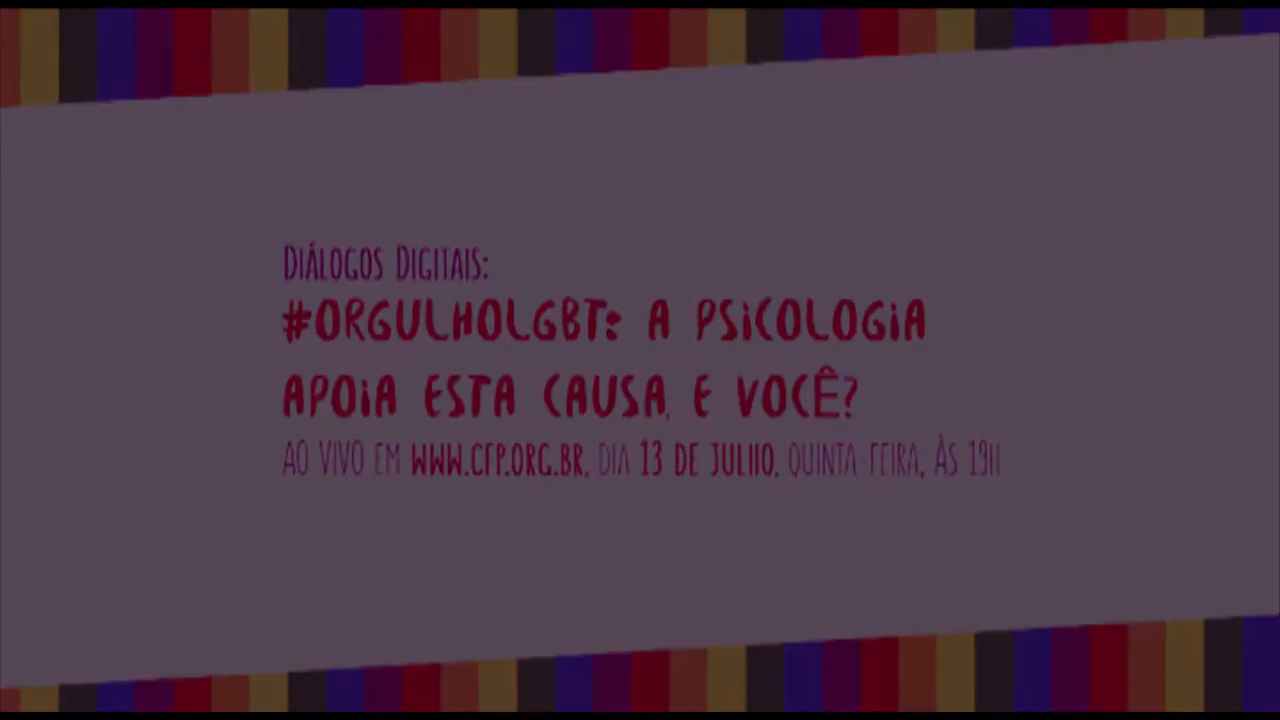 Diálogos Digitais:
#ORGULHOLGBT: A PSICOLOGIA
APOIA ESTA CAUSA, E VOCÊ?
AO VIVO EM WWW.CFP.ORG.BR, DIA 13 DE JULHO, QUINTA FEIRA, ÀS 19H